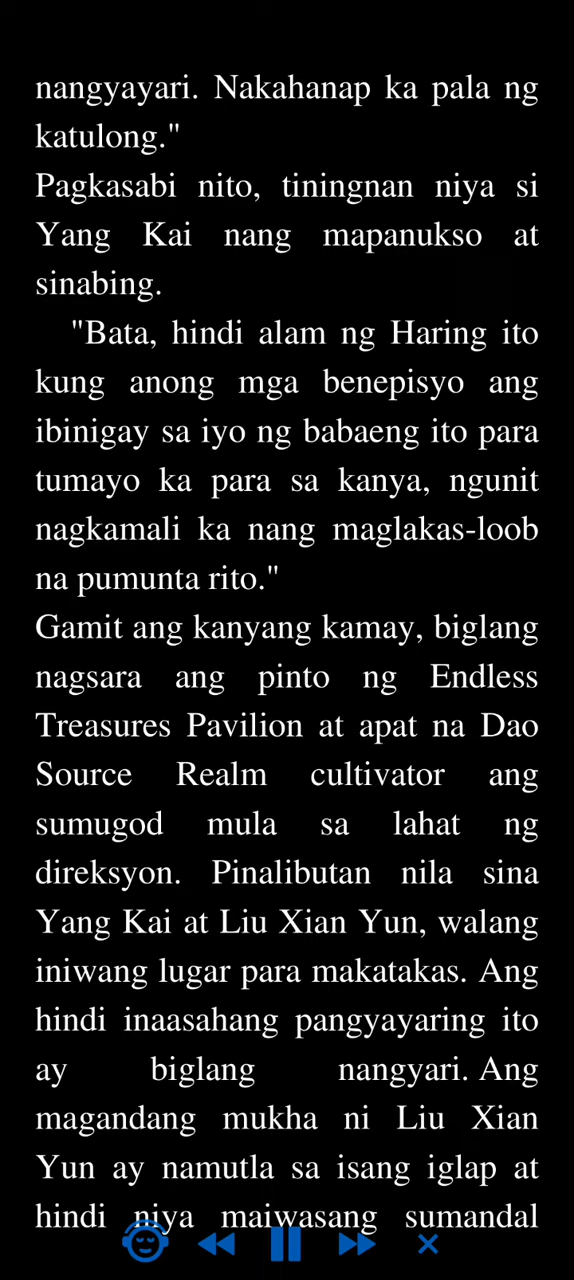 nangyayari. Nakahanap ka pala ng
katulong."
Pagkasabi nito, tiningnan niya si
Yang Kai nang mapanukso at
sinabing.
"Bata, hindi alam ng Haring ito
kung anong mga benepisyo ang
ibinigay sa iyo ng babaeng ito para
tumayo ka para sa kanya, ngunit
nagkamali ka nang maglakas-loob
na pumunta rito."
Gamit ang kanyang kamay, biglang
nagsara ang pinto ng Endless
Treasures Pavilion at apat na Dao
Source Realm cultivator ang
sumugod mula sa lahat ng
direksyon. Pinalibutan nila sina
Yang Kai at Liu Xian Yun, walang
iniwang lugar para makatakas. Ang
hindi inaasahang pangyayaring ito
ay biglang nangyari. Ang
magandang mukha ni Liu Xian
Yun ay namutla sa isang iglap at
hindi niya maiwasang sumandal